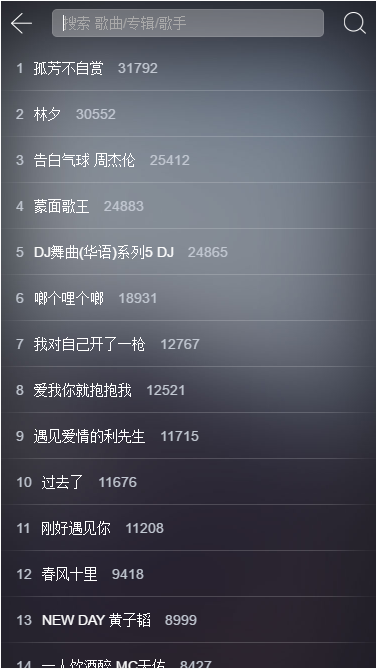 搜索 歌曲/专辑/歌手
1 孤芳不自赏 31792
2 林夕 30552
3 告白气球 周杰伦 25412
4 蒙面歌王 24883
5 DJ舞曲(华语)系列5 DJ 24865
6 啷个哩个啷 18931
7 我对自己开了一枪 12767
8 爱我你就抱抱我 12521
9 遇见爱情的利先生 11715
10 过去了 11676
11 刚好遇见你 11208
12 春风十里 9418
13 NEW DAY 黄子韬 8999
14 一人饮酒醉 MC天佑 8427